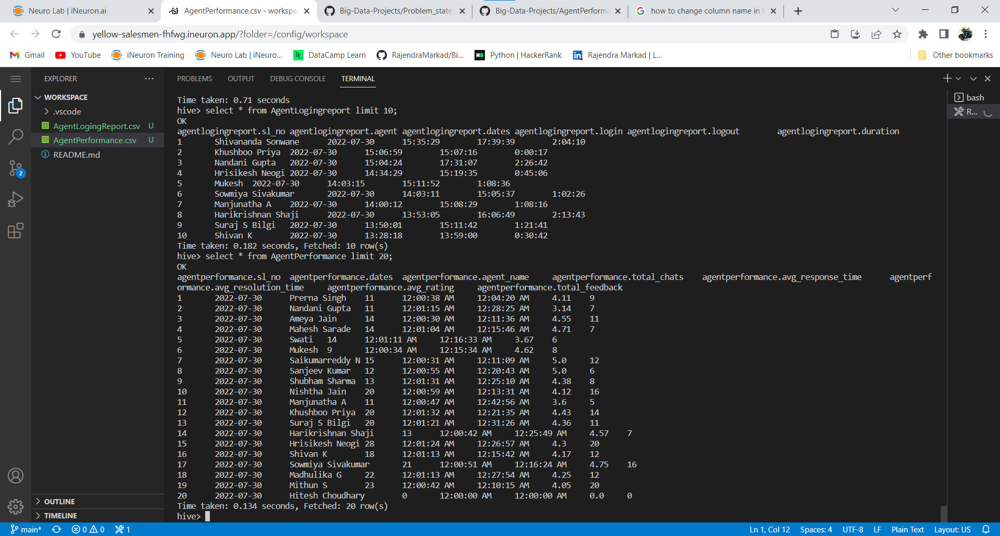 Neuro Lab | iNeuron.ai
AgentPerformance.csv - workspa
Big-Data-Projects/Problem_state
Big-Data-Projects/AgentPerforma
how to change column name in h
yellow-salesmen-fhfwg.ineuron.app/?folder=/config/workspace
Gmail
YouTube
iNeuron Training
Neuro Lab | iNeuro...
DataCamp Learn
RajendraMarkad/Bi...
Python | HackerRank
Rajendra Markad | L...
Other bookmarks
EXPLORER
PROBLEMS OUTPUT DEBUG CONSOLE TERMINAL
WORKSPACE
.vscode
AgentLogingReport.csv U
AgentPerformance.csv U
README.md
2
OUTLINE
TIMELINE
bash
R...
Time taken: 0.71 seconds
hive> select * from AgentLogingreport limit 10;
OK
agentlogingreport.sl_no agentlogingreport.agent agentlogingreport.dates agentlogingreport.login agentlogingreport.logout agentlogingreport.duration
1 Shivananda Sonwane 2022-07-30 15:35:29 17:39:39 2:04:10
2 Khushboo Priya 2022-07-30 15:06:59 15:07:16 0:00:17
3 Nandani Gupta 2022-07-30 15:04:24 17:31:07 2:26:42
4 Hrisikesh Neogi 2022-07-30 14:34:29 15:19:35 0:45:06
5 Mukesh 2022-07-30 14:03:15 15:11:52 1:08:36
6 Sowmiya Sivakumar 2022-07-30 14:03:11 15:05:37 1:02:26
7 Manjunatha A 2022-07-30 14:00:12 15:08:29 1:08:16
8 Harikrishnan Shaji 2022-07-30 13:53:05 16:06:49 2:13:43
9 Suraj S Bilgi 2022-07-30 13:50:01 15:11:42 1:21:41
10 Shivan K 2022-07-30 13:28:18 13:59:00 0:30:42
Time taken: 0.182 seconds, Fetched: 10 row(s)
hive> select * from AgentPerformance limit 20;
OK
agentperformance.sl_no agentperformance.dates agentperformance.agent_name agentperformance.total_chats agentperformance.avg_response_time agentperf
ormance.avg_resolution_time agentperformance.avg_rating agentperformance.total_feedback
1 2022-07-30 Prerna Singh 11 12:00:38 AM 12:04:20 AM 4.11 9
2 2022-07-30 Nandani Gupta 11 12:01:15 AM 12:28:25 AM 3.14 7
3 2022-07-30 Ameya Jain 14 12:00:30 AM 12:11:36 AM 4.55 11
4 2022-07-30 Mahesh Sarade 14 12:01:04 AM 12:15:46 AM 4.71 7
5 2022-07-30 Swati 14 12:01:11 AM 12:16:33 AM 3.67 6
6 2022-07-30 Mukesh 9 12:00:34 AM 12:15:34 AM 4.62 8
7 2022-07-30 Saikumarreddy N 15 12:00:31 AM 12:11:09 AM 5.0 12
8 2022-07-30 Sanjeev Kumar 12 12:00:55 AM 12:20:43 AM 5.0 6
9 2022-07-30 Shubham Sharma 13 12:01:31 AM 12:25:10 AM 4.38 8
10 2022-07-30 Nishtha Jain 20 12:00:59 AM 12:13:31 AM 4.12 16
11 2022-07-30 Manjunatha A 11 12:00:47 AM 12:42:56 AM 3.6 5
12 2022-07-30 Khushboo Priya 20 12:01:32 AM 12:21:35 AM 4.43 14
13 2022-07-30 Suraj S Bilgi 20 12:01:21 AM 12:31:26 AM 4.36 11
14 2022-07-30 Harikrishnan Shaji 13 12:00:42 AM 12:25:49 AM 4.57 7
15 2022-07-30 Hrisikesh Neogi 28 12:01:24 AM 12:26:57 AM 4.3 20
16 2022-07-30 Shivan K 18 12:01:13 AM 12:15:42 AM 4.17 12
17 2022-07-30 Sowmiya Sivakumar 21 12:00:51 AM 12:16:24 AM 4.75 16
18 2022-07-30 Madhulika G 22 12:01:13 AM 12:27:54 AM 4.25 12
19 2022-07-30 Mithun S 23 12:00:42 AM 12:10:15 AM 4.05 20
20 2022-07-30 Hitesh Choudhary 0 12:00:00 AM 12:00:00 AM 0.0 0
Time taken: 0.134 seconds, Fetched: 20 row(s)
hive>
main* 0 0 1 Ln 1, Col 12 Spaces: 4 UTF-8 LF Plain Text Layout: US